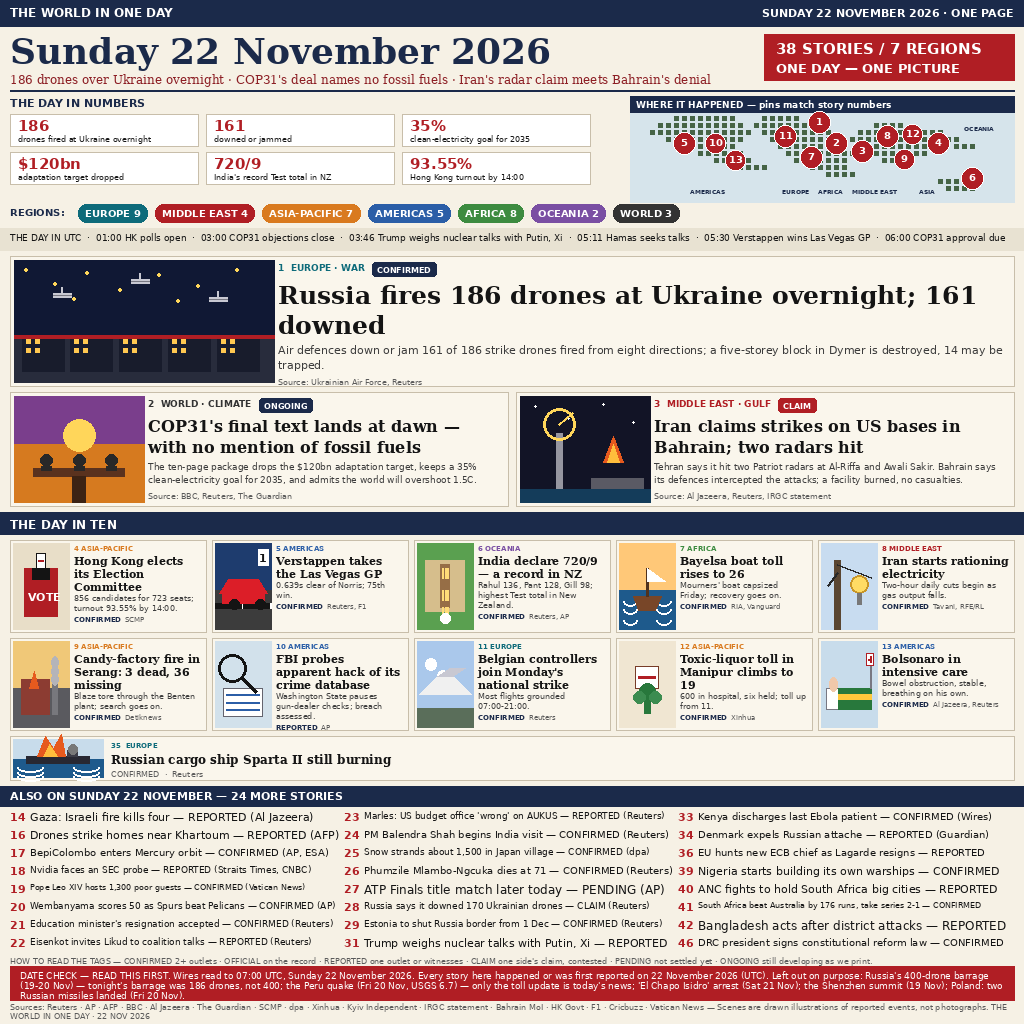 THE WORLD IN ONE DAY
SUNDAY 22 NOVEMBER 2026 · ONE PAGE
Sunday 22 November 2026
186 drones over Ukraine overnight · COP31's deal names no fossil fuels · Iran's radar claim meets Bahrain's denial
38 STORIES / 7 REGIONS
ONE DAY — ONE PICTURE
THE DAY IN NUMBERS
186
drones fired at Ukraine overnight
161
downed or jammed
35%
clean-electricity goal for 2035
$120bn
adaptation target dropped
720/9
India's record Test total in NZ
93.55%
Hong Kong turnout by 14:00
WHERE IT HAPPENED — pins match story numbers
1
OCEANIA
11
8
12
5
10
2
4
3
13
7
9
6
AMERICAS
EUROPE
AFRICA
MIDDLE EAST
ASIA
REGIONS:
EUROPE 9
MIDDLE EAST 4
ASIA-PACIFIC 7
AMERICAS 5
AFRICA 8
OCEANIA 2
WORLD 3
THE DAY IN UTC · 01:00 HK polls open · 03:00 COP31 objections close · 03:46 Trump weighs nuclear talks with Putin, Xi · 05:11 Hamas seeks talks · 05:30 Verstappen wins Las Vegas GP · 06:00 COP31 approval due
1 EUROPE · WAR CONFIRMED
Russia fires 186 drones at Ukraine overnight; 161
downed
Air defences down or jam 161 of 186 strike drones fired from eight directions; a five-storey block in Dymer is destroyed, 14 may be
trapped.
Source: Ukrainian Air Force, Reuters
2 WORLD · CLIMATE ONGOING
COP31's final text lands at dawn —
with no mention of fossil fuels
The ten-page package drops the $120bn adaptation target, keeps a 35%
clean-electricity goal for 2035, and admits the world will overshoot 1.5C.
Source: BBC, Reuters, The Guardian
3 MIDDLE EAST · GULF CLAIM
Iran claims strikes on US bases in
Bahrain; two radars hit
Tehran says it hit two Patriot radars at Al-Riffa and Awali Sakir. Bahrain says
its defences intercepted the attacks; a facility burned, no casualties.
Source: Al Jazeera, Reuters, IRGC statement
THE DAY IN TEN
VOTE
4 ASIA-PACIFIC
Hong Kong elects
its Election
Committee
856 candidates for 723 seats;
turnout 93.55% by 14:00.
CONFIRMED SCMP
1
5 AMERICAS
Verstappen takes
the Las Vegas GP
0.639s clear of Norris; 75th
win.
CONFIRMED Reuters, F1
6 OCEANIA
India declare 720/9
— a record in NZ
Rahul 136, Pant 128, Gill 98;
highest Test total in New
Zealand.
CONFIRMED Reuters, AP
7 AFRICA
Bayelsa boat toll
rises to 26
Mourners' boat capsized
Friday; recovery goes on.
CONFIRMED RIA, Vanguard
8 MIDDLE EAST
Iran starts rationing
electricity
Two-hour daily cuts begin as
gas output falls.
CONFIRMED Tavani, RFE/RL
9 ASIA-PACIFIC
Candy-factory fire in
Serang: 3 dead, 36
missing
Blaze tore through the Benten
plant; search goes on.
CONFIRMED Detiknews
10 AMERICAS
FBI probes
apparent hack of its
crime database
Washington State pauses
gun-dealer checks; breach
assessed.
REPORTED AP
11 EUROPE
Belgian controllers
join Monday's
national strike
Most flights grounded
07:00-21:00.
CONFIRMED Reuters
12 ASIA-PACIFIC
Toxic-liquor toll in
Manipur climbs to
19
600 in hospital, six held; toll up
from 11.
CONFIRMED Xinhua
13 AMERICAS
Bolsonaro in
intensive care
Bowel obstruction, stable,
breathing on his own.
CONFIRMED Al Jazeera, Reuters
35 EUROPE
Russian cargo ship Sparta II still burning
CONFIRMED · Reuters
ALSO ON SUNDAY 22 NOVEMBER — 24 MORE STORIES
14 Gaza: Israeli fire kills four — REPORTED (Al Jazeera)
16 Drones strike homes near Khartoum — REPORTED (AFP)
17 BepiColombo enters Mercury orbit — CONFIRMED (AP, ESA)
18 Nvidia faces an SEC probe — REPORTED (Straits Times, CNBC)
19 Pope Leo XIV hosts 1,300 poor guests — CONFIRMED (Vatican News)
20 Wembanyama scores 50 as Spurs beat Pelicans — CONFIRMED (AP)
21 Education minister's resignation accepted — CONFIRMED (Reuters)
22 Eisenkot invites Likud to coalition talks — REPORTED (Reuters)
23 Marles: US budget office 'wrong' on AUKUS — REPORTED (Reuters)
24 PM Balendra Shah begins India visit — CONFIRMED (Reuters)
25 Snow strands about 1,500 in Japan village — CONFIRMED (dpa)
26 Phumzile Mlambo-Ngcuka dies at 71 — CONFIRMED (Reuters)
27 ATP Finals title match later today — PENDING (AP)
28 Russia says it downed 170 Ukrainian drones — CLAIM (Reuters)
29 Estonia to shut Russia border from 1 Dec — CONFIRMED (Reuters)
31 Trump weighs nuclear talks with Putin, Xi — REPORTED
33 Kenya discharges last Ebola patient — CONFIRMED (Wires)
34 Denmark expels Russian attache — REPORTED (Guardian)
36 EU hunts new ECB chief as Lagarde resigns — REPORTED
39 Nigeria starts building its own warships — CONFIRMED
40 ANC fights to hold South Africa big cities — REPORTED
41 South Africa beat Australia by 176 runs, take series 2-1 — CONFIRMED
42 Bangladesh acts after district attacks — REPORTED
46 DRC president signs constitutional reform law — CONFIRMED
HOW TO READ THE TAGS — CONFIRMED 2+ outlets · OFFICIAL on the record · REPORTED one outlet or witnesses · CLAIM one side's claim, contested · PENDING not settled yet · ONGOING still developing as we print.
DATE CHECK — READ THIS FIRST. Wires read to 07:00 UTC, Sunday 22 November 2026. Every story here happened or was first reported on 22 November 2026 (UTC). Left out on purpose: Russia's 400-drone barrage
(19-20 Nov) — tonight's barrage was 186 drones, not 400; the Peru quake (Fri 20 Nov, USGS 6.7) — only the toll update is today's news; 'El Chapo Isidro' arrest (Sat 21 Nov); the Shenzhen summit (19 Nov); Poland: two
Russian missiles landed (Fri 20 Nov).
Sources: Reuters · AP · AFP · BBC · Al Jazeera · The Guardian · SCMP · dpa · Xinhua · Kyiv Independent · IRGC statement · Bahrain MoI · HK Govt · F1 · Cricbuzz · Vatican News — Scenes are drawn illustrations of reported events, not photographs. THE
WORLD IN ONE DAY · 22 NOV 2026